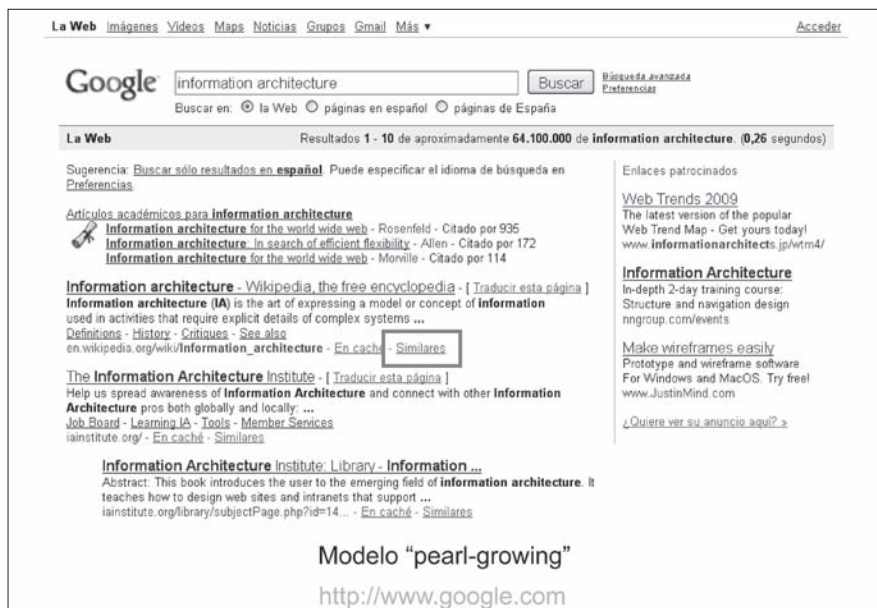 La Web Imágenes Vídeos Maps Noticias Grupos Gmail Más ▼ Acceder
Google information architecture Buscar Búsqueda avanzada
Preferencias
Buscar en: la Web páginas en español páginas de España
La Web Resultados 1 - 10 de aproximadamente 64.100.000 de information architecture. (0,26 segundos)
Sugerencia: Buscar sólo resultados en español. Puede especificar el idioma de búsqueda en
Preferencias.
Artículos académicos para information architecture
Information architecture for the world wide web - Rosenfeld - Citado por 935
Information architecture: In search of efficient flexibility - Allen - Citado por 172
Information architecture for the world wide web - Morville - Citado por 114
Information architecture - Wikipedia, the free encyclopedia - [ Traducir esta página ]
Information architecture (IA) is the art of expressing a model or concept of information
used in activities that require explicit details of complex systems ...
Definitions - History - Critiques - See also
en.wikipedia.org/wiki/Information_architecture - En caché - Similares
The Information Architecture Institute - [ Traducir esta página ]
Help us spread awareness of Information Architecture and connect with other Information
Architecture pros both globally and locally: ...
Job Board - Learning IA - Tools - Member Services
iainstitute.org/ - En caché - Similares
Information Architecture Institute: Library - Information ...
Abstract: This book introduces the user to the emerging field of information architecture. It
teaches how to design web sites and intranets that support ...
iainstitute.org/library/subjectPage.php?id=14... - En caché - Similares
Enlaces patrocinados
Web Trends 2009
The latest version of the popular
Web Trend Map - Get yours today!
www.informationarchitects.jp/wtm4/
Information Architecture
In-depth 2-day training course:
Structure and navigation design
nngroup.com/events
Make wireframes easily
Prototype and wireframe software
For Windows and MacOS. Try free!
www.JustinMind.com
¿Quiere ver su anuncio aquí? »
Modelo “pearl-growing”
http://www.google.com